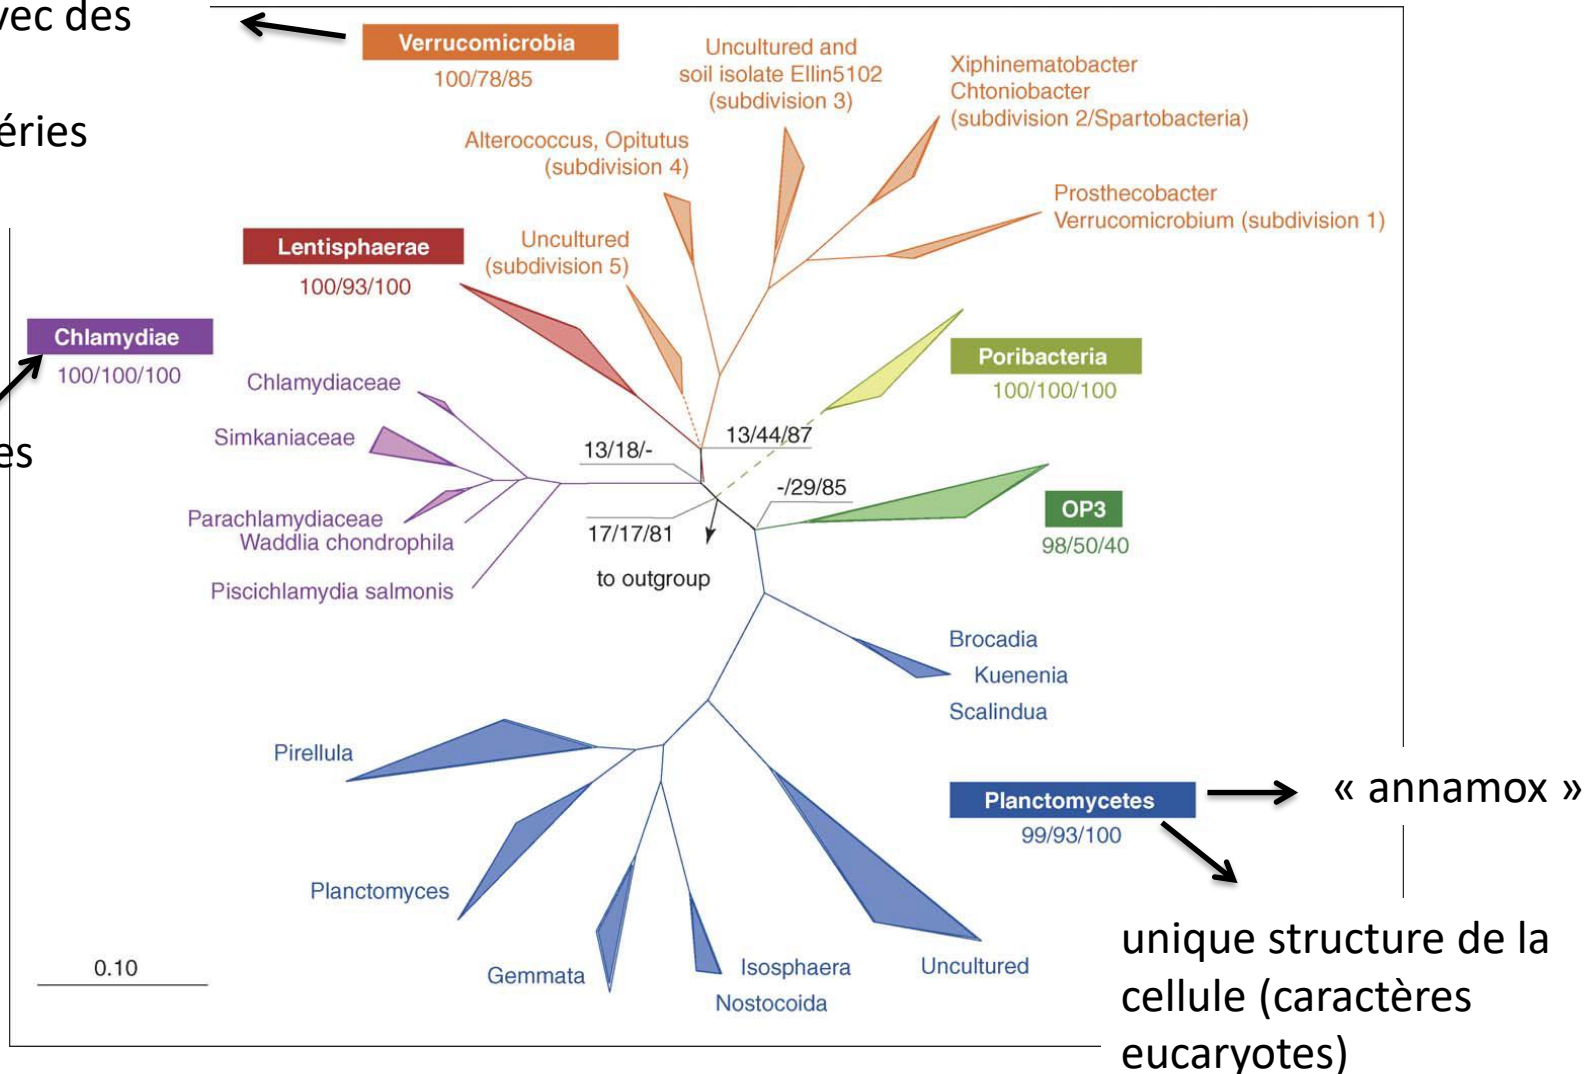 avec des
Verrucomicrobia
100/78/85
Uncultured and
soil isolate Ellin5102
(subdivision 3)
Xiphinematobacter
Chtoniobacter
(subdivision 2/Spartobacteria)
Alterococcus, Opitutus
(subdivision 4)
Prosthecobacter
Verrucomicrobium (subdivision 1)
Lentisphaerae
100/93/100
Uncultured
(subdivision 5)
Chlamydiae
100/100/100
Poribacteria
100/100/100
Chlamydiaceae
Simkaniaceae
13/18/-
13/44/87
-/29/85
Parachlamydiaceae
Waddlia chondrophila
17/17/81
OP3
98/50/40
to outgroup
Piscichlamydia salmonis
Brocadia
Kuenenia
Scalindua
Pirellula
Planctomycetes
99/93/100
« annamox »
Planctomyces
unique structure de la
cellule (caractères
eucaryotes)
0.10
Gemmata
Isosphaera
Nostocoida
Uncultured